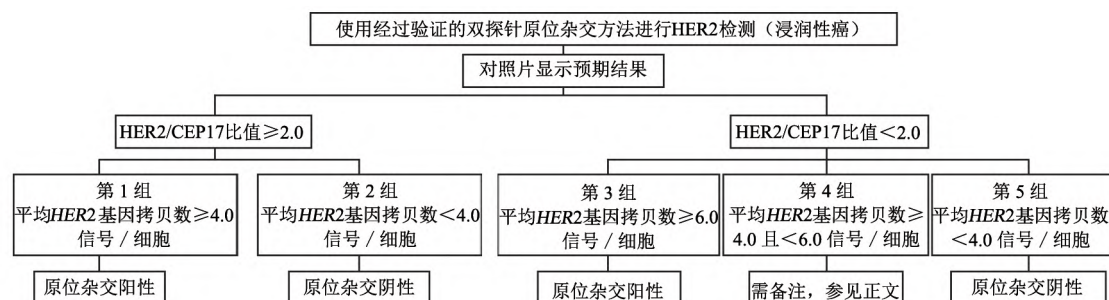 使用经过验证的双探针原位杂交方法进行HER2检测（浸润性癌）
对照片显示预期结果
HER2/CEP17比值≥2.0
HER2/CEP17比值＜2.0
第 1 组
平均HER2基因拷贝数≥4.0
信号 / 细胞
第 2 组
平均HER2基因拷贝数＜4.0
信号 / 细胞
第 3 组
平均HER2基因拷贝数≥6.0
信号 / 细胞
第 4 组
平均HER2基因拷贝数≥
4.0 且＜6.0 信号 / 细胞
第 5 组
平均HER2基因拷贝数
＜4.0 信号 / 细胞
原位杂交阳性
原位杂交阴性
原位杂交阳性
需备注，参见正文
原位杂交阴性